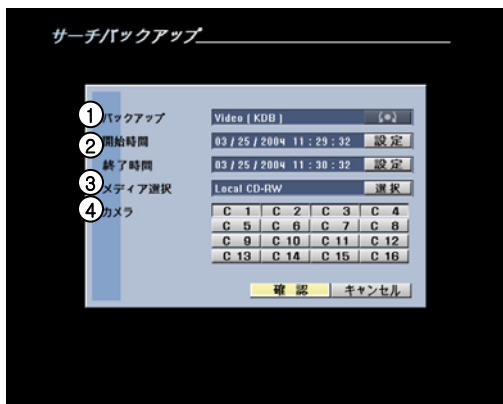 サーチ/バックアップ
① バックアップ Video ( KDB )
② 開始時間 03 / 25 / 2004 11 : 29 : 32 設定
終了時間 03 / 25 / 2004 11 : 30 : 32 設定
③ メディア選択 Local CD-RW 選択
④ カメラ C 1 C 2 C 3 C 4
C 5 C 6 C 7 C 8
C 9 C 10 C 11 C 12
C 13 C 14 C 15 C 16
確認 キャンセル